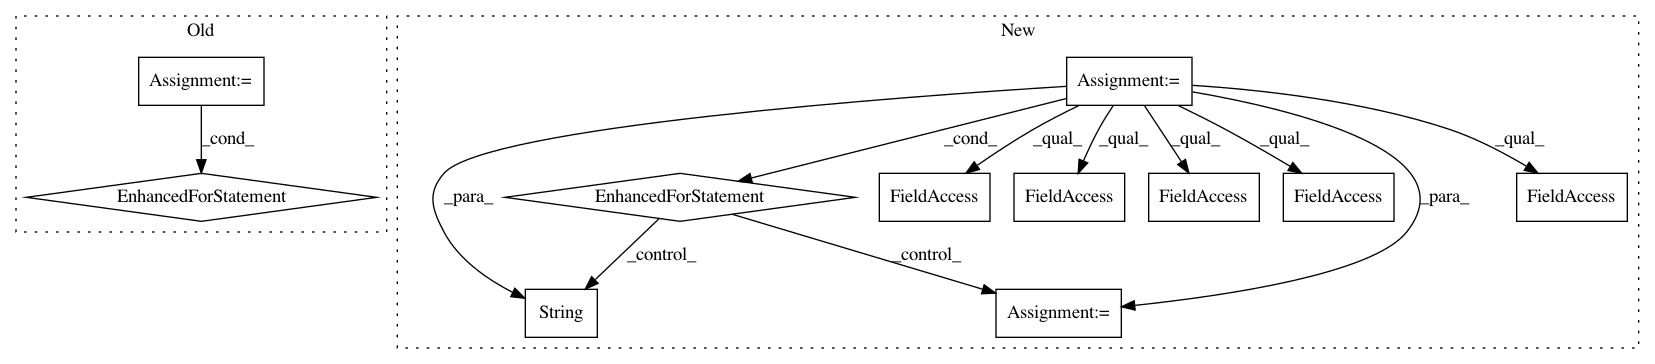 Old
New
Assignment:=
Assignment:=
_cond_
_cond_
_qual_
_qual_
_qual_
_qual_
_qual_
EnhancedForStatement
_para_
EnhancedForStatement
FieldAccess
FieldAccess
FieldAccess
FieldAccess
_para_
FieldAccess
_control_
_control_
String
Assignment:=